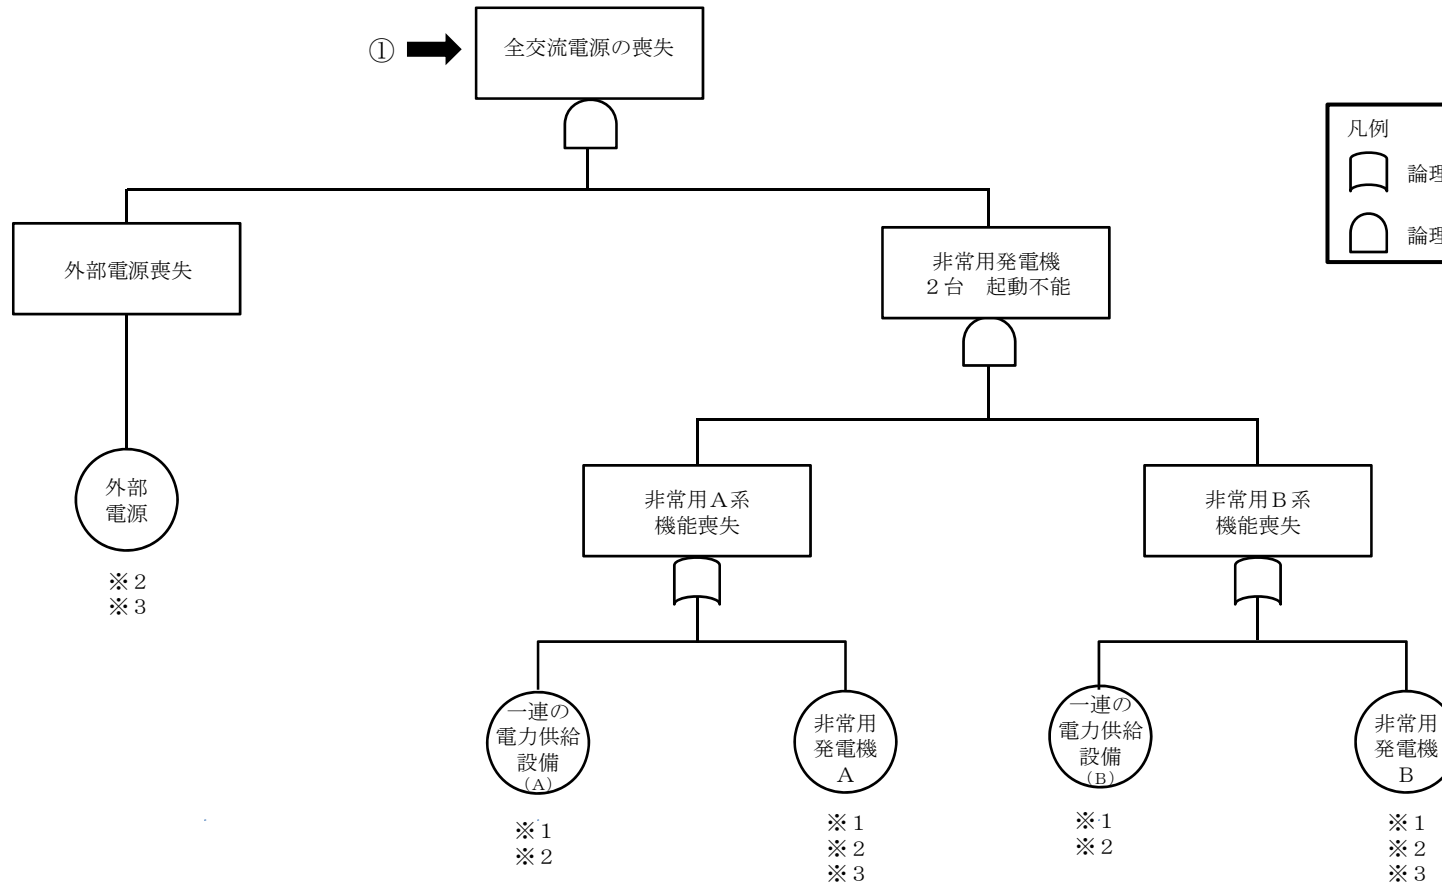 ①
全交流電源の喪失
凡例
論理
論理
外部電源喪失
非常用発電機
２台　起動不能
外部
電源
※２
※３
非常用Ａ系
機能喪失
非常用Ｂ系
機能喪失
一連の
電力供給
設備
（Ａ）
※１
※２
非常用
発電機
Ａ
※１
※２
※３
一連の
電力供給
設備
（Ｂ）
※１
※２
非常用
発電機
Ｂ
※１
※２
※３